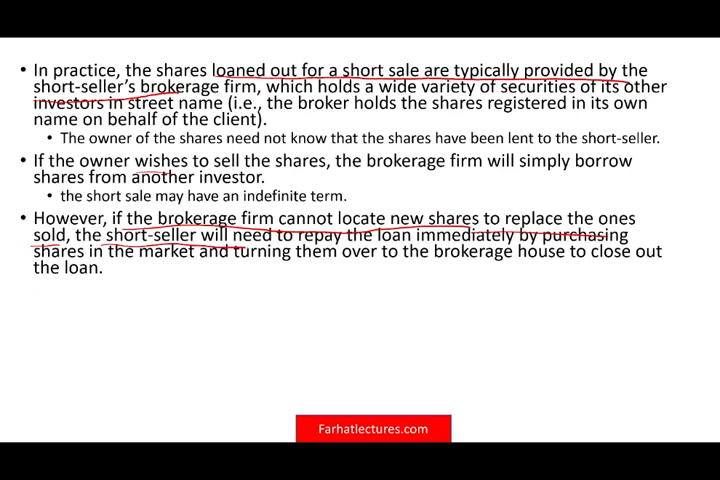 • In practice, the shares loaned out for a short sale are typically provided by the
short-seller's brokerage firm, which holds a wide variety of securities of its other
investors in street name (i.e., the broker holds the shares registered in its own
name on behalf of the client).
• The owner of the shares need not know that the shares have been lent to the short-seller.
• If the owner wishes to sell the shares, the brokerage firm will simply borrow
shares from another investor.
• the short sale may have an indefinite term.
• However, if the brokerage firm cannot locate new shares to replace the ones
sold, the short-seller will need to repay the loan immediately by purchasing
shares in the market and turning them over to the brokerage house to close out
the loan.
Farhatlectures.com